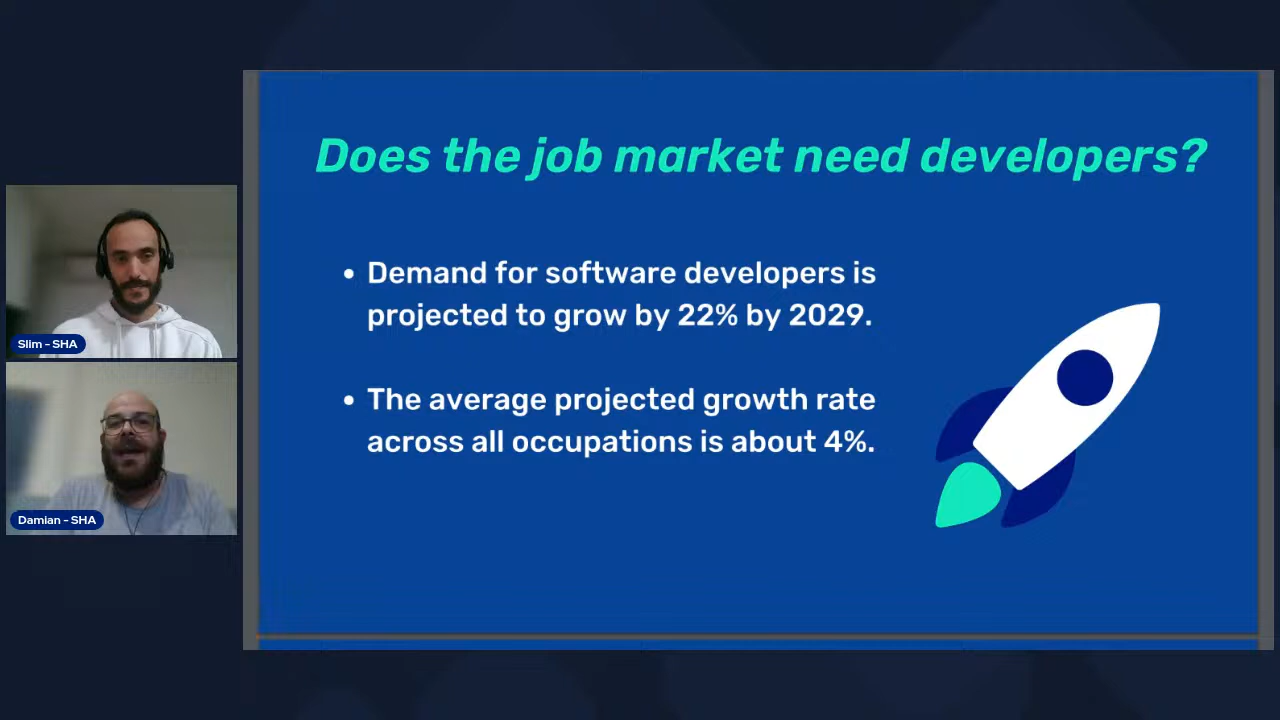 Does the job market need developers?
• Demand for software developers is
projected to grow by 22% by 2029.
• The average projected growth rate
across all occupations is about 4%.
Slim - SHA
Damian - SHA